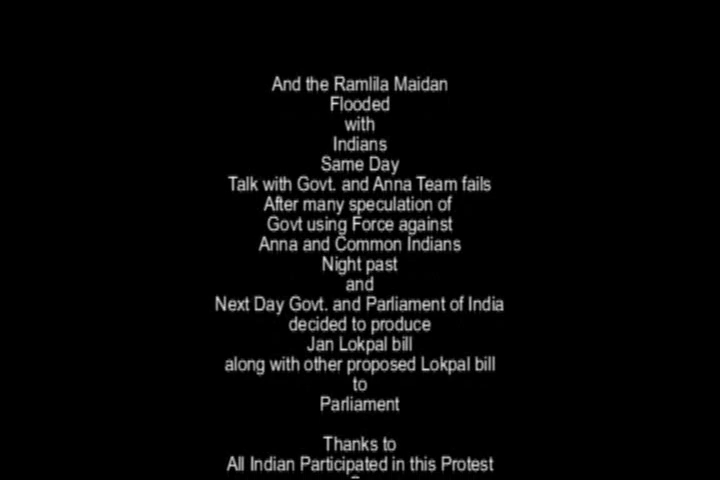 And the Ramlila Maidan
Flooded
with
Indians
Same Day
Talk with Govt. and Anna Team fails
After many speculation of
Govt using Force against
Anna and Common Indians
Night past
and
Next Day Govt. and Parliament of India
decided to produce
Jan Lokpal bill
along with other proposed Lokpal bill
to
Parliament
Thanks to
All Indian Participated in this Protest